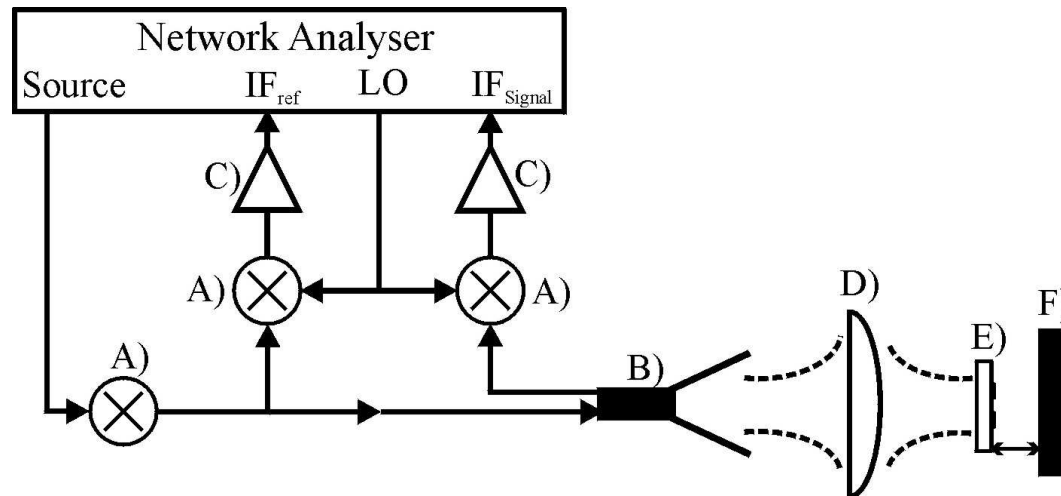 Network Analyser
Source IFref LO IFSignal
C) C)
A) A)
A)
B)
D)
E)
F)